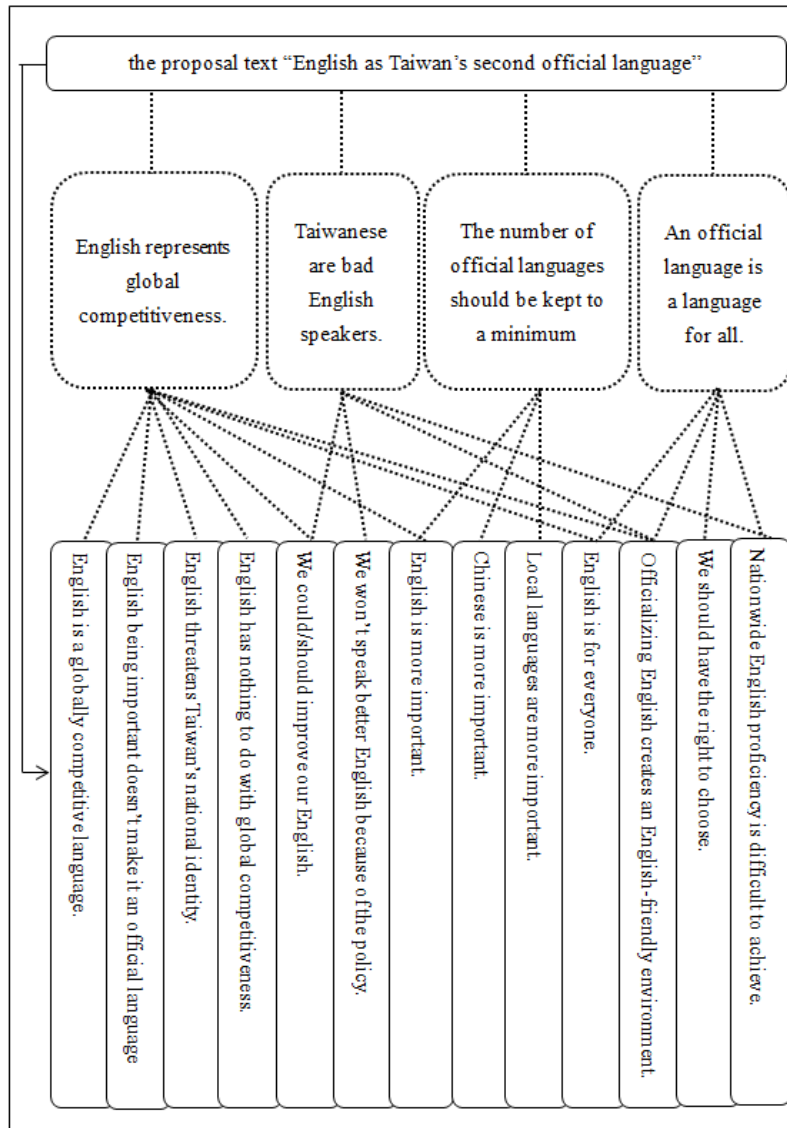 the proposal text “English as Taiwan’s second official language”
English represents
global
competitiveness.
Taiwanese
are bad
English
speakers.
The number of
official languages
should be kept to
a minimum
An official
language is
a language
for all.
English is a globally competitive language.
English being important doesn’t make it an official language
English threatens Taiwan’s national identity.
English has nothing to do with global competitiveness.
We could/should improve our English.
We won’t speak better English because of the policy.
English is more important.
Chinese is more important.
Local languages are more important.
English is for everyone.
Officializing English creates an English-friendly environment.
We should have the right to choose.
Nationwide English proficiency is difficult to achieve.